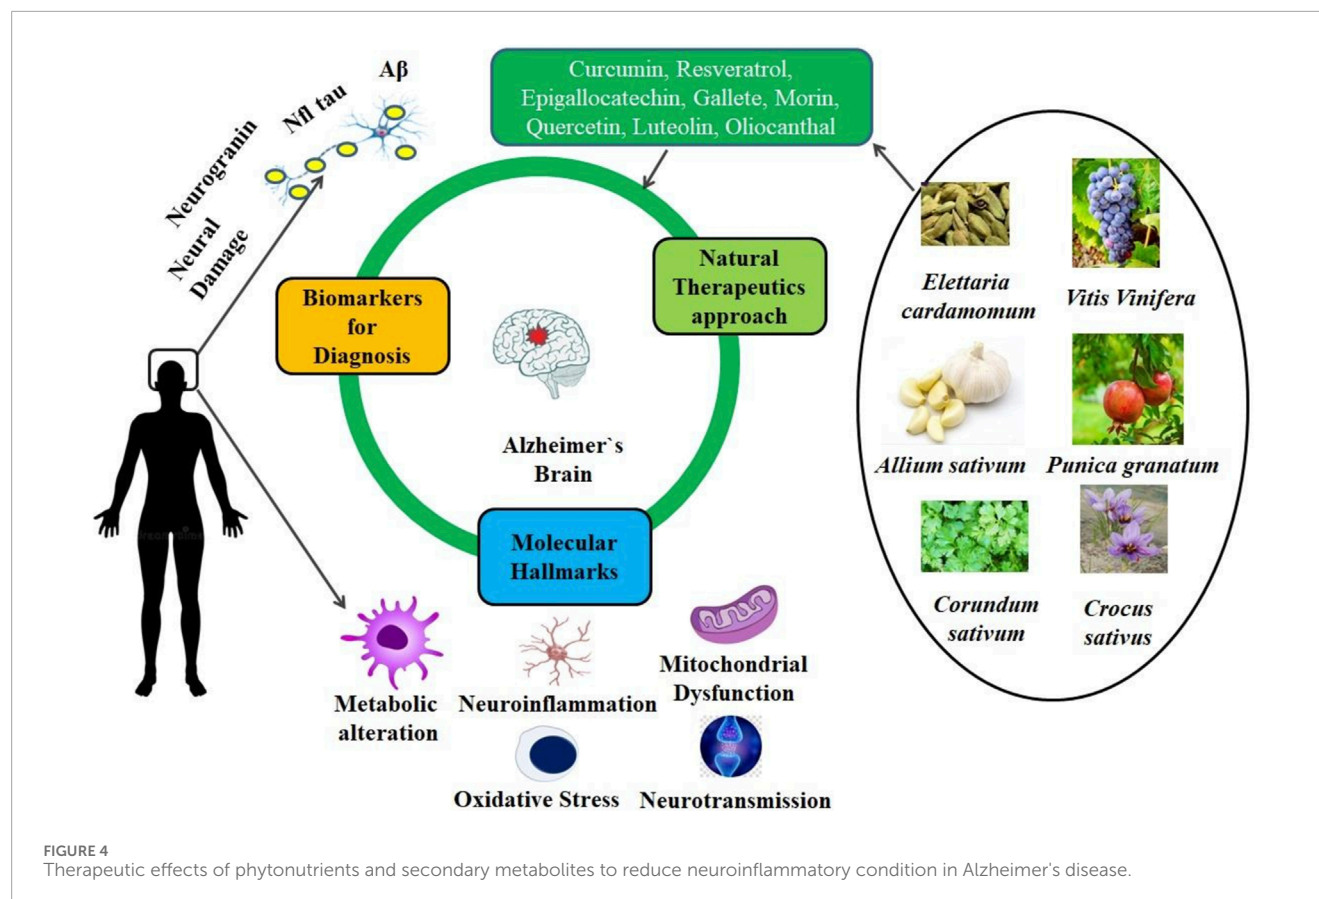 Aβ
Nfl tau
Neurogranin
Neural
Damage
Curcumin, Resveratrol,
Epigallocatechin, Gallete, Morin,
Quercetin, Luteolin, Oliocanthal
Biomarkers
for
Diagnosis
Natural
Therapeutics
approach
Alzheimer`s
Brain
Molecular
Hallmarks
Metabolic
alteration
Neuroinflammation
Mitochondrial
Dysfunction
Oxidative Stress
Neurotransmission
Elettaria
cardamomum
Vitis Vinifera
Allium sativum
Punica granatum
Corundum
sativum
Crocus
sativus
FIGURE 4
Therapeutic effects of phytonutrients and secondary metabolites to reduce neuroinflammatory condition in Alzheimer's disease.